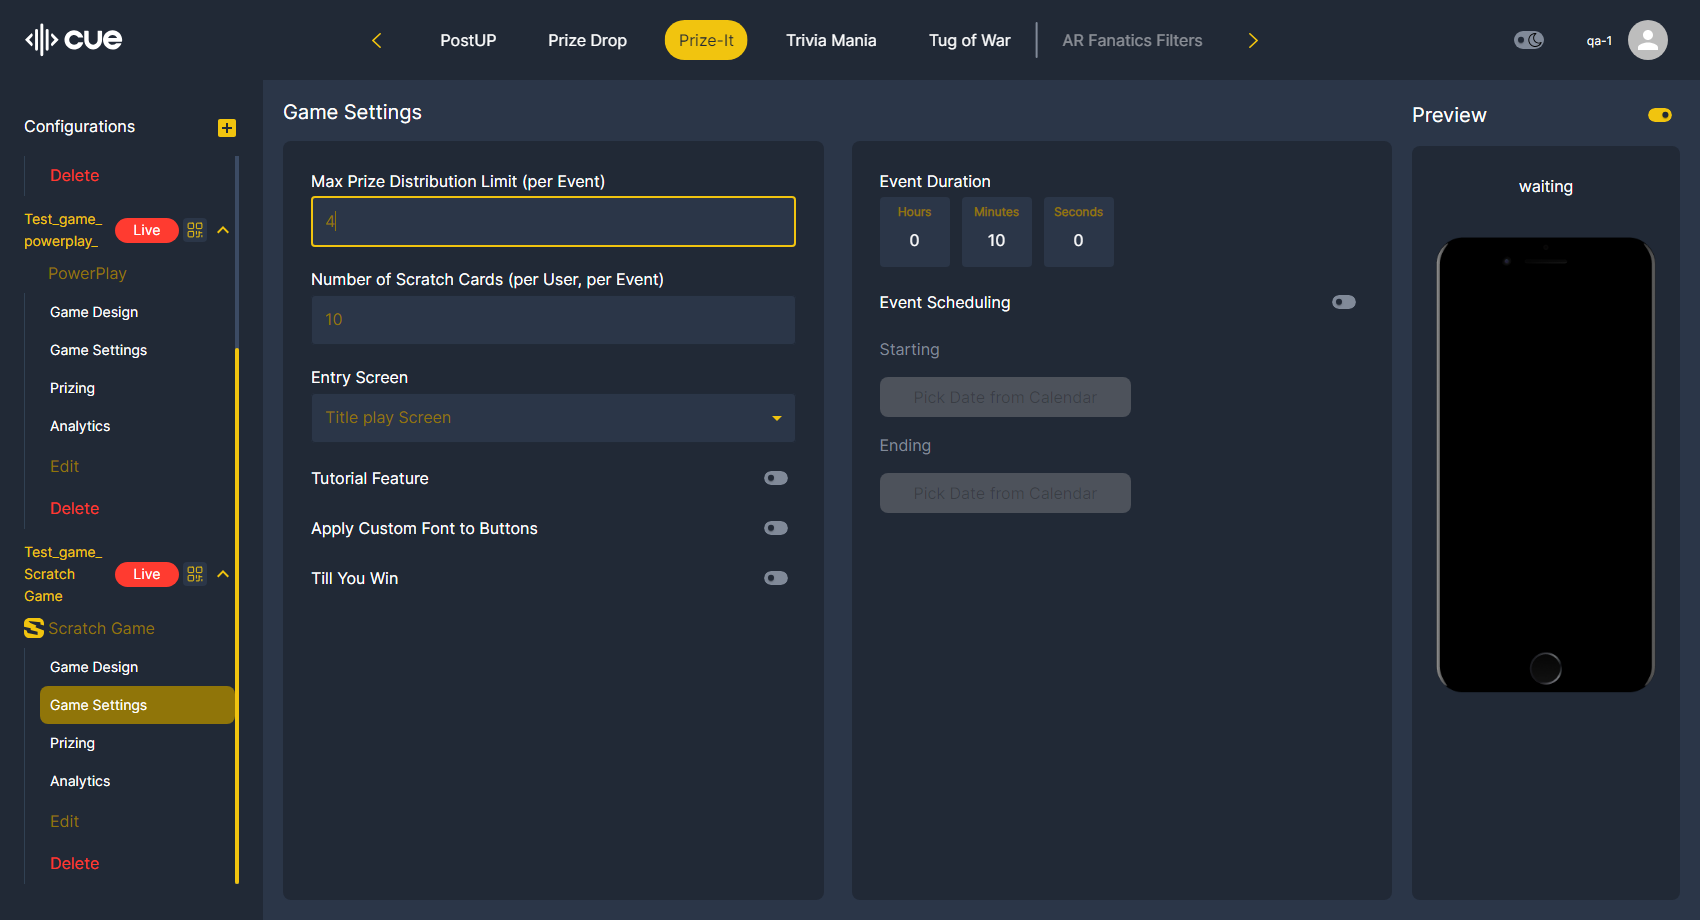 cue
PostUP
Prize Drop
Prize-It
Trivia Mania
Tug of War
AR Fanatics Filters
qa-1
Configurations
Delete
Test_game_
powerplay_
Live
PowerPlay
Game Design
Game Settings
Prizing
Analytics
Edit
Delete
Test_game_
Scratch
Game
Live
Scratch Game
Game Design
Game Settings
Prizing
Analytics
Edit
Delete
Game Settings
Max Prize Distribution Limit (per Event)
4
Number of Scratch Cards (per User, per Event)
10
Entry Screen
Title play Screen
Tutorial Feature
Apply Custom Font to Buttons
Till You Win
Event Duration
Hours
0
Minutes
10
Seconds
0
Event Scheduling
Starting
Pick Date from Calendar
Ending
Pick Date from Calendar
Preview
waiting